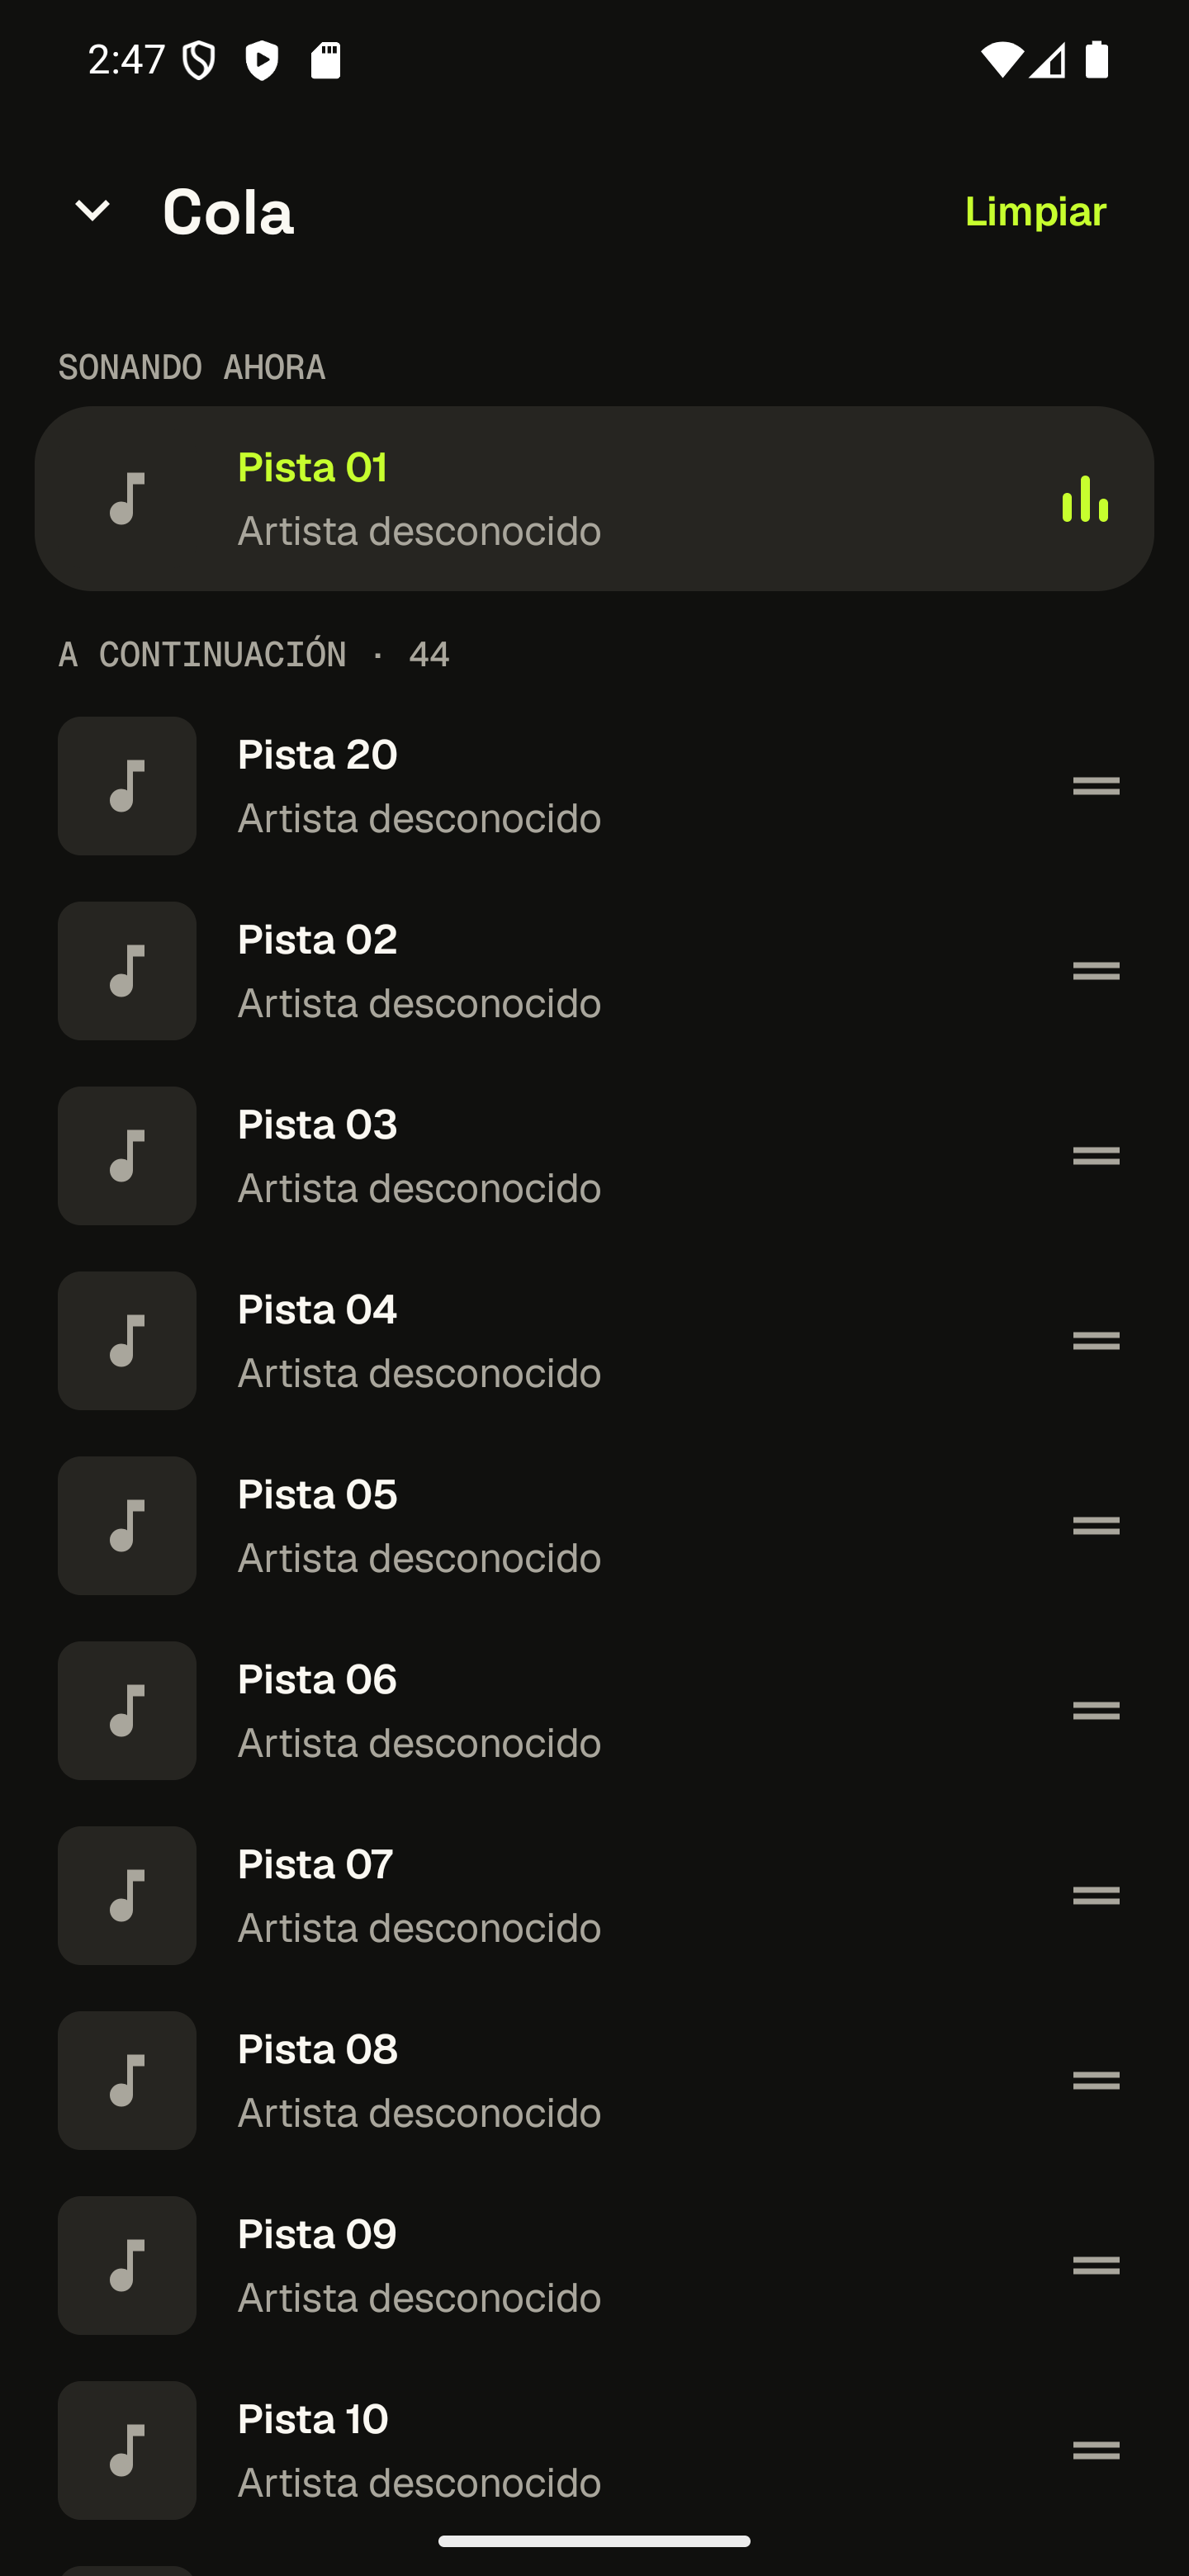 2:47
Cola
Limpiar
SONANDO AHORA
Pista 01
Artista desconocido
A CONTINUACIÓN · 44
Pista 20
Artista desconocido
Pista 02
Artista desconocido
Pista 03
Artista desconocido
Pista 04
Artista desconocido
Pista 05
Artista desconocido
Pista 06
Artista desconocido
Pista 07
Artista desconocido
Pista 08
Artista desconocido
Pista 09
Artista desconocido
Pista 10
Artista desconocido